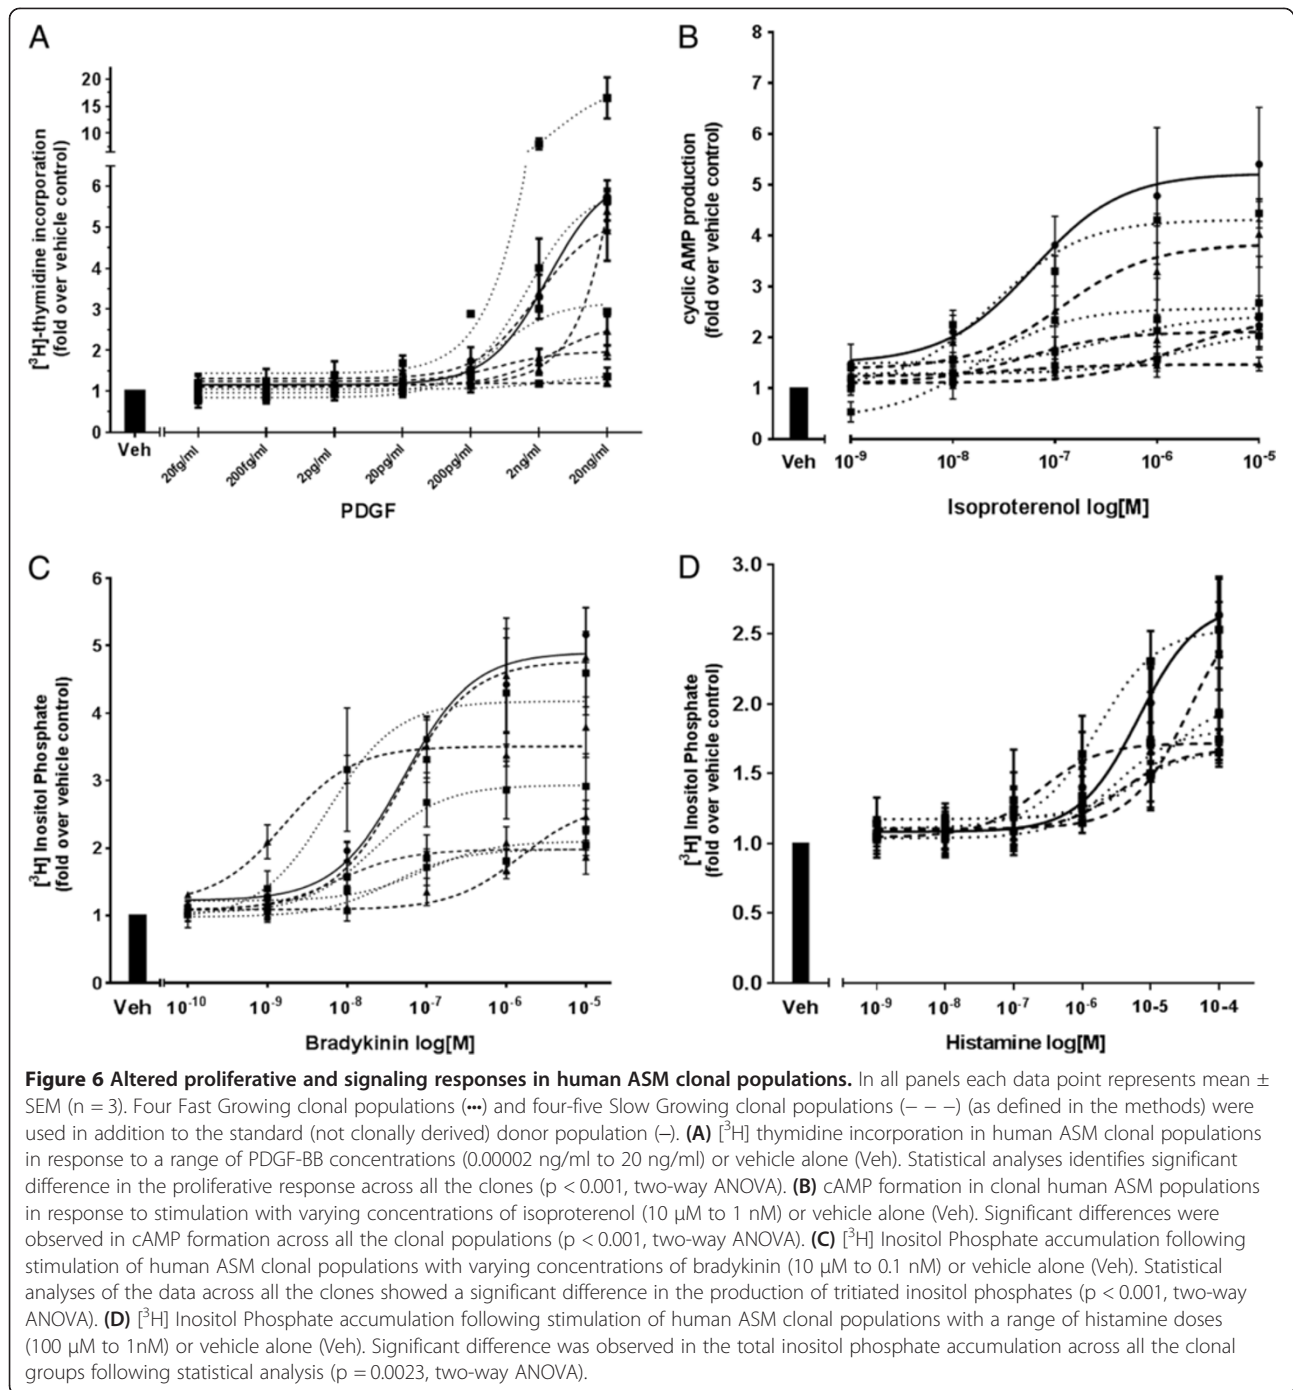 A
[³H]-thymidine incorporation
(fold over vehicle control)
20
15
10
6
5
4
3
2
1
0
Veh
20fg/ml
200fg/ml
2pg/ml
20pg/ml
200pg/ml
2ng/ml
20ng/ml
PDGF
B
cyclic AMP production
(fold over vehicle control)
8
7
6
5
4
3
2
1
0
Veh
10⁻⁹
10⁻⁸
10⁻⁷
10⁻⁶
10⁻⁵
Isoproterenol log[M]
C
[³H] Inositol Phosphate
(fold over vehicle control)
6
5
4
3
2
1
0
Veh
10⁻¹⁰
10⁻⁹
10⁻⁸
10⁻⁷
10⁻⁶
10⁻⁵
Bradykinin log[M]
D
[³H] Inositol Phosphate
(fold over vehicle control)
3.0
2.5
2.0
1.5
1.0
0.5
0.0
Veh
10⁻⁹
10⁻⁸
10⁻⁷
10⁻⁶
10-5
10-4
Histamine log[M]
Figure 6 Altered proliferative and signaling responses in human ASM clonal populations. In all panels each data point represents mean ±
SEM (n = 3). Four Fast Growing clonal populations (•••) and four-five Slow Growing clonal populations (– – –) (as defined in the methods) were
used in addition to the standard (not clonally derived) donor population (–). (A) [³H] thymidine incorporation in human ASM clonal populations
in response to a range of PDGF-BB concentrations (0.00002 ng/ml to 20 ng/ml) or vehicle alone (Veh). Statistical analyses identifies significant
difference in the proliferative response across all the clones (p < 0.001, two-way ANOVA). (B) cAMP formation in clonal human ASM populations
in response to stimulation with varying concentrations of isoproterenol (10 μM to 1 nM) or vehicle alone (Veh). Significant differences were
observed in cAMP formation across all the clonal populations (p < 0.001, two-way ANOVA). (C) [³H] Inositol Phosphate accumulation following
stimulation of human ASM clonal populations with varying concentrations of bradykinin (10 μM to 0.1 nM) or vehicle alone (Veh). Statistical
analyses of the data across all the clones showed a significant difference in the production of tritiated inositol phosphates (p < 0.001, two-way
ANOVA). (D) [³H] Inositol Phosphate accumulation following stimulation of human ASM clonal populations with a range of histamine doses
(100 μM to 1nM) or vehicle alone (Veh). Significant difference was observed in the total inositol phosphate accumulation across all the clonal
groups following statistical analysis (p = 0.0023, two-way ANOVA).